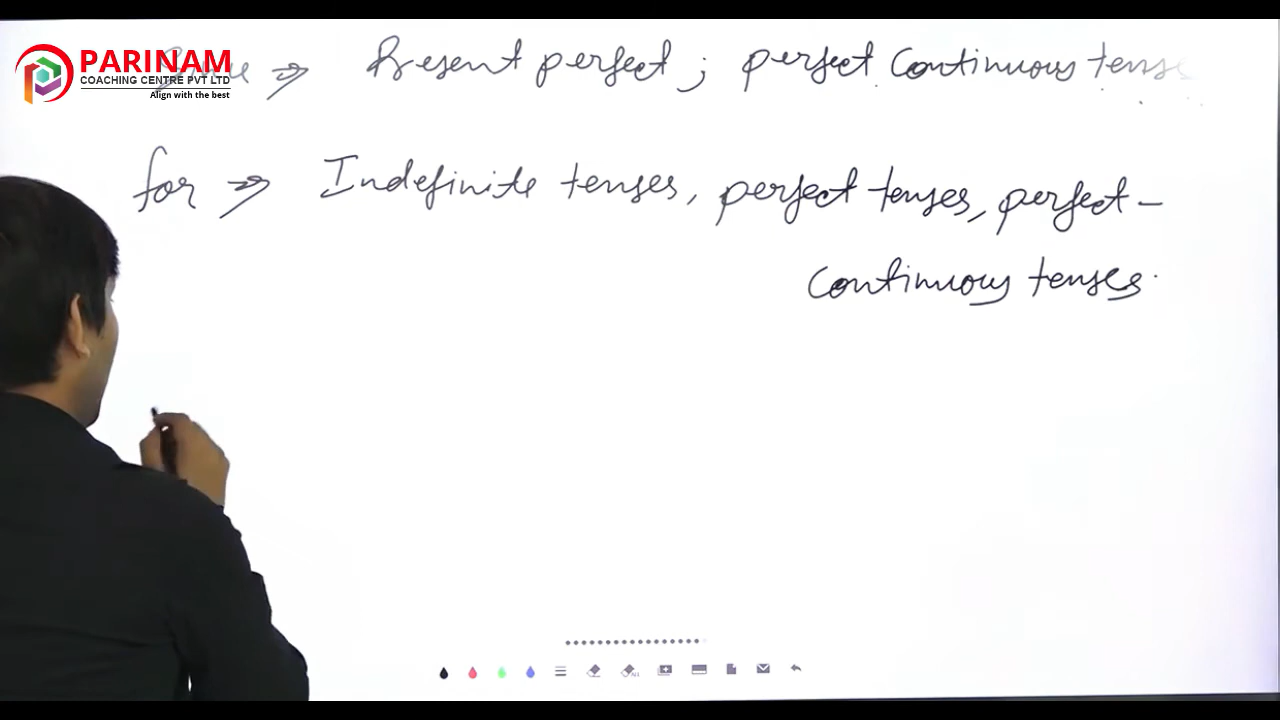 PARINAM
COACHING CENTRE PVT LTD
Align with the best
⇒ Present perfect ; perfect Continuous tense
for ⇒ Indefinite tenses, perfect tenses, perfect –
Continuous tenses.
ALL